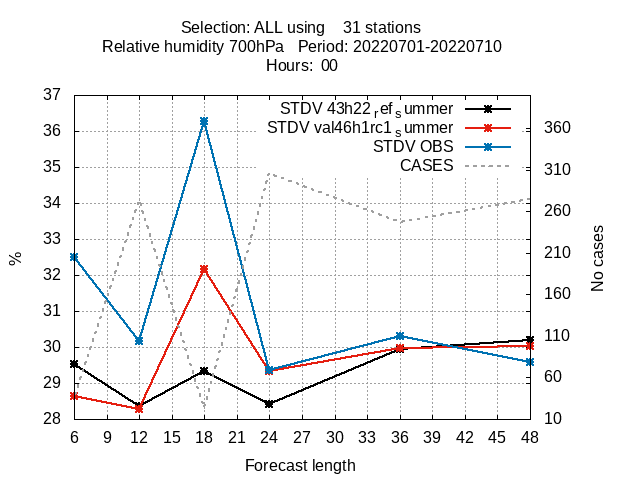 Selection: ALL using    31 stations
Relative humidity 700hPa   Period: 20220701-20220710
Hours:  00
37
36
35
34
33
32
31
30
29
28
%
STDV 43h22_ref_summer
STDV val46h1rc1_summer
STDV OBS
CASES
360
310
260
210
160
110
60
10
No cases
6 9 12 15 18 21 24 27 30 33 36 39 42 45 48
Forecast length